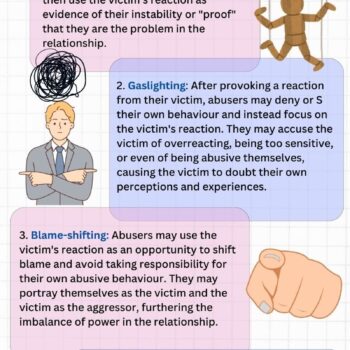 then use the victim's reaction as
evidence of their instability or "proof"
that they are the problem in the
relationship.
2. Gaslighting: After provoking a reaction
from their victim, abusers may deny or S
their own behaviour and instead focus on
the victim's reaction. They may accuse the
victim of overreacting, being too sensitive,
or even of being abusive themselves,
causing the victim to doubt their own
perceptions and experiences.
3. Blame-shifting: Abusers may use the
victim's reaction as an opportunity to shift
blame and avoid taking responsibility for
their own abusive behaviour. They may
portray themselves as the victim and the
victim as the aggressor, furthering the
imbalance of power in the relationship.